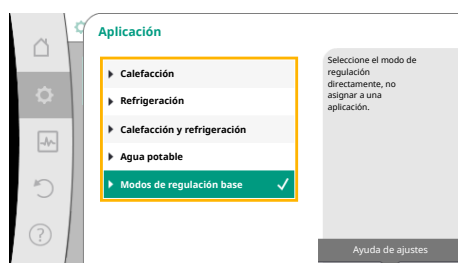 Aplicación
Calefacción
Refrigeración
Calefacción y refrigeración
Agua potable
Modos de regulación base
Seleccione el modo de
regulación
directamente, no
asignar a una
aplicación.
Ayuda de ajustes